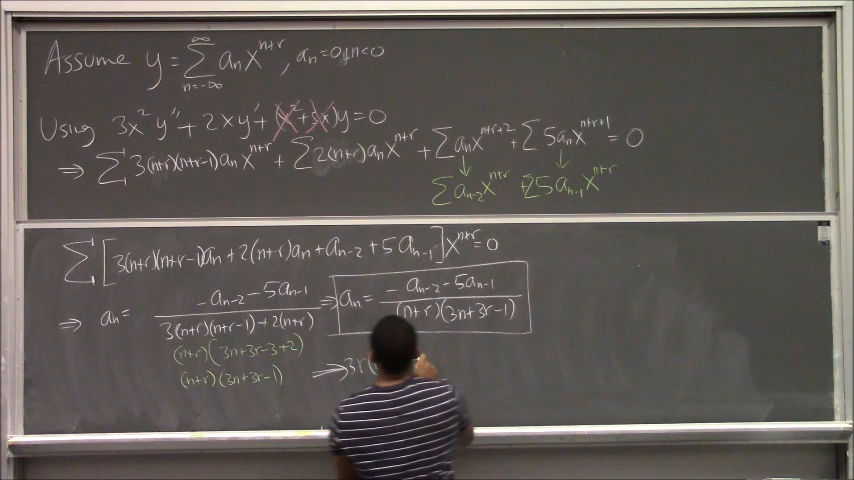 Assume y = ∑_{n=-∞}^{∞} a_n x^{n+r}, a_n = 0, n<0
Using 3x² y'' + 2xy' + (x²+5x)y = 0
⇒ ∑ 3(n+r)(n+r-1)a_n x^{n+r} + ∑ 2(n+r)a_n x^{n+r} + ∑ a_n x^{n+r+2} + ∑ 5a_n x^{n+r+1} = 0
↓ ↓
∑ a_{n-2} x^{n+r} ∑ 5a_{n-1} x^{n+r}
∑ [3(n+r)(n+r-1)a_n + 2(n+r)a_n + a_{n-2} + 5a_{n-1}] x^{n+r} = 0
⇒ a_n = \frac{-a_{n-2} - 5a_{n-1}}{3(n+r)(n+r-1)+2(n+r)} ⇒ a_n = \frac{-a_{n-2} - 5a_{n-1}}{(n+r)(3n+3r-1)}
(n+r)(3n+3r-3+2)
(n+r)(3n+3r-1) ⇒ 3r(